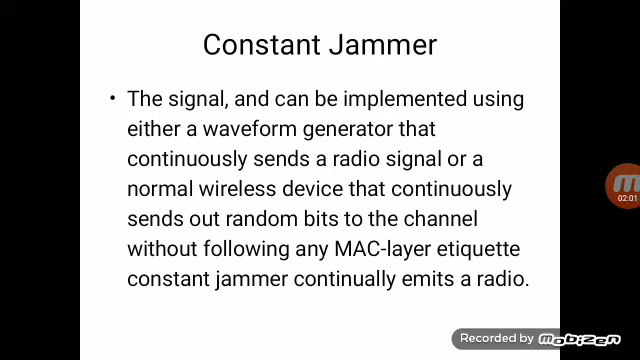 Constant Jammer
• The signal, and can be implemented using
either a waveform generator that
continuously sends a radio signal or a
normal wireless device that continuously
sends out random bits to the channel
without following any MAC-layer etiquette
constant jammer continually emits a radio.
02:01
Recorded by mobizen